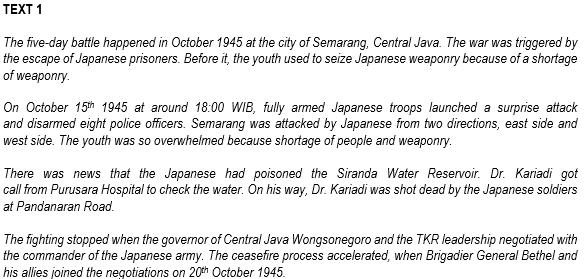 TEXT 1
The five-day battle happened in October 1945 at the city of Semarang, Central Java. The war was triggered by
the escape of Japanese prisoners. Before it, the youth used to seize Japanese weaponry because of a shortage
of weaponry.
On October 15th 1945 at around 18:00 WIB, fully armed Japanese troops launched a surprise attack
and disarmed eight police officers. Semarang was attacked by Japanese from two directions, east side and
west side. The youth was so overwhelmed because shortage of people and weaponry.
There was news that the Japanese had poisoned the Siranda Water Reservoir. Dr. Kariadi got
call from Purusara Hospital to check the water. On his way, Dr. Kariadi was shot dead by the Japanese soldiers
at Pandanaran Road.
The fighting stopped when the governor of Central Java Wongsonegoro and the TKR leadership negotiated with
the commander of the Japanese army. The ceasefire process accelerated, when Brigadier General Bethel and
his allies joined the negotiations on 20th October 1945.